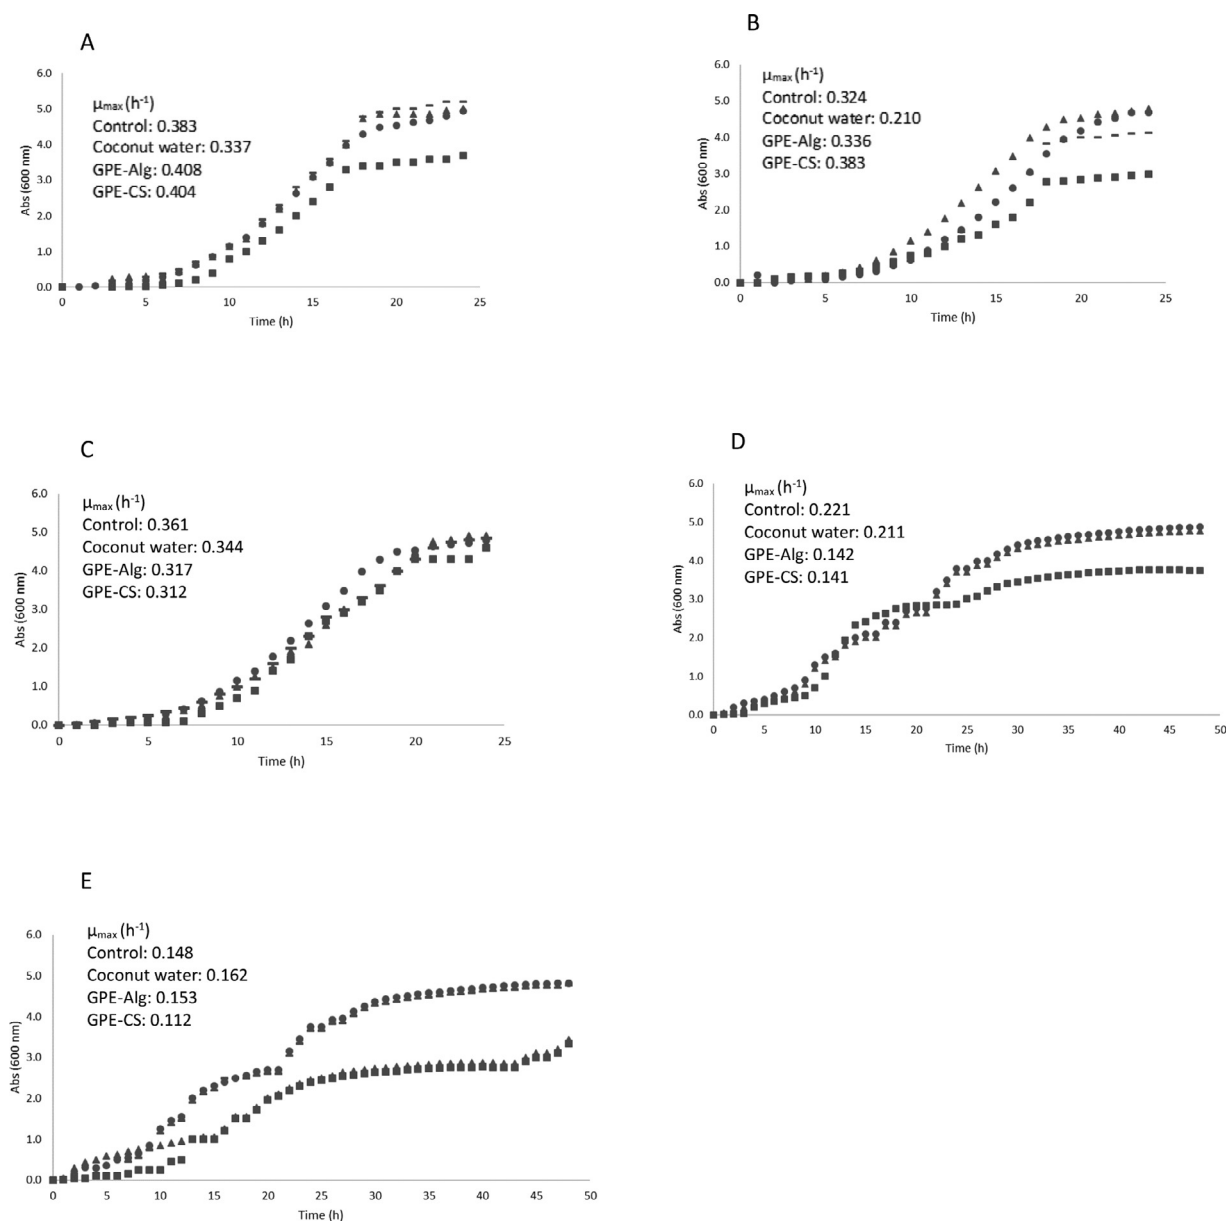 A
6.0
5.0
4.0
3.0
2.0
1.0
0.0
Abs (600 nm)
μmax (h-1)
Control: 0.383
Coconut water: 0.337
GPE-Alg: 0.408
GPE-CS: 0.404
0 5 10 15 20 25
Time (h)
B
6.0
5.0
4.0
3.0
2.0
1.0
0.0
Abs (600 nm)
μmax (h-1)
Control: 0.324
Coconut water: 0.210
GPE-Alg: 0.336
GPE-CS: 0.383
0 5 10 15 20 25
Time (h)
C
6.0
5.0
4.0
3.0
2.0
1.0
0.0
Abs (600 nm)
μmax (h-1)
Control: 0.361
Coconut water: 0.344
GPE-Alg: 0.317
GPE-CS: 0.312
0 5 10 15 20 25
Time (h)
D
6.0
5.0
4.0
3.0
2.0
1.0
0.0
Abs (600 nm)
μmax (h-1)
Control: 0.221
Coconut water: 0.211
GPE-Alg: 0.142
GPE-CS: 0.141
0 5 10 15 20 25 30 35 40 45 50
Time (h)
E
6.0
5.0
4.0
3.0
2.0
1.0
0.0
Abs (600 nm)
μmax (h-1)
Control: 0.148
Coconut water: 0.162
GPE-Alg: 0.153
GPE-CS: 0.112
0 5 10 15 20 25 30 35 40 45 50
Time (h)